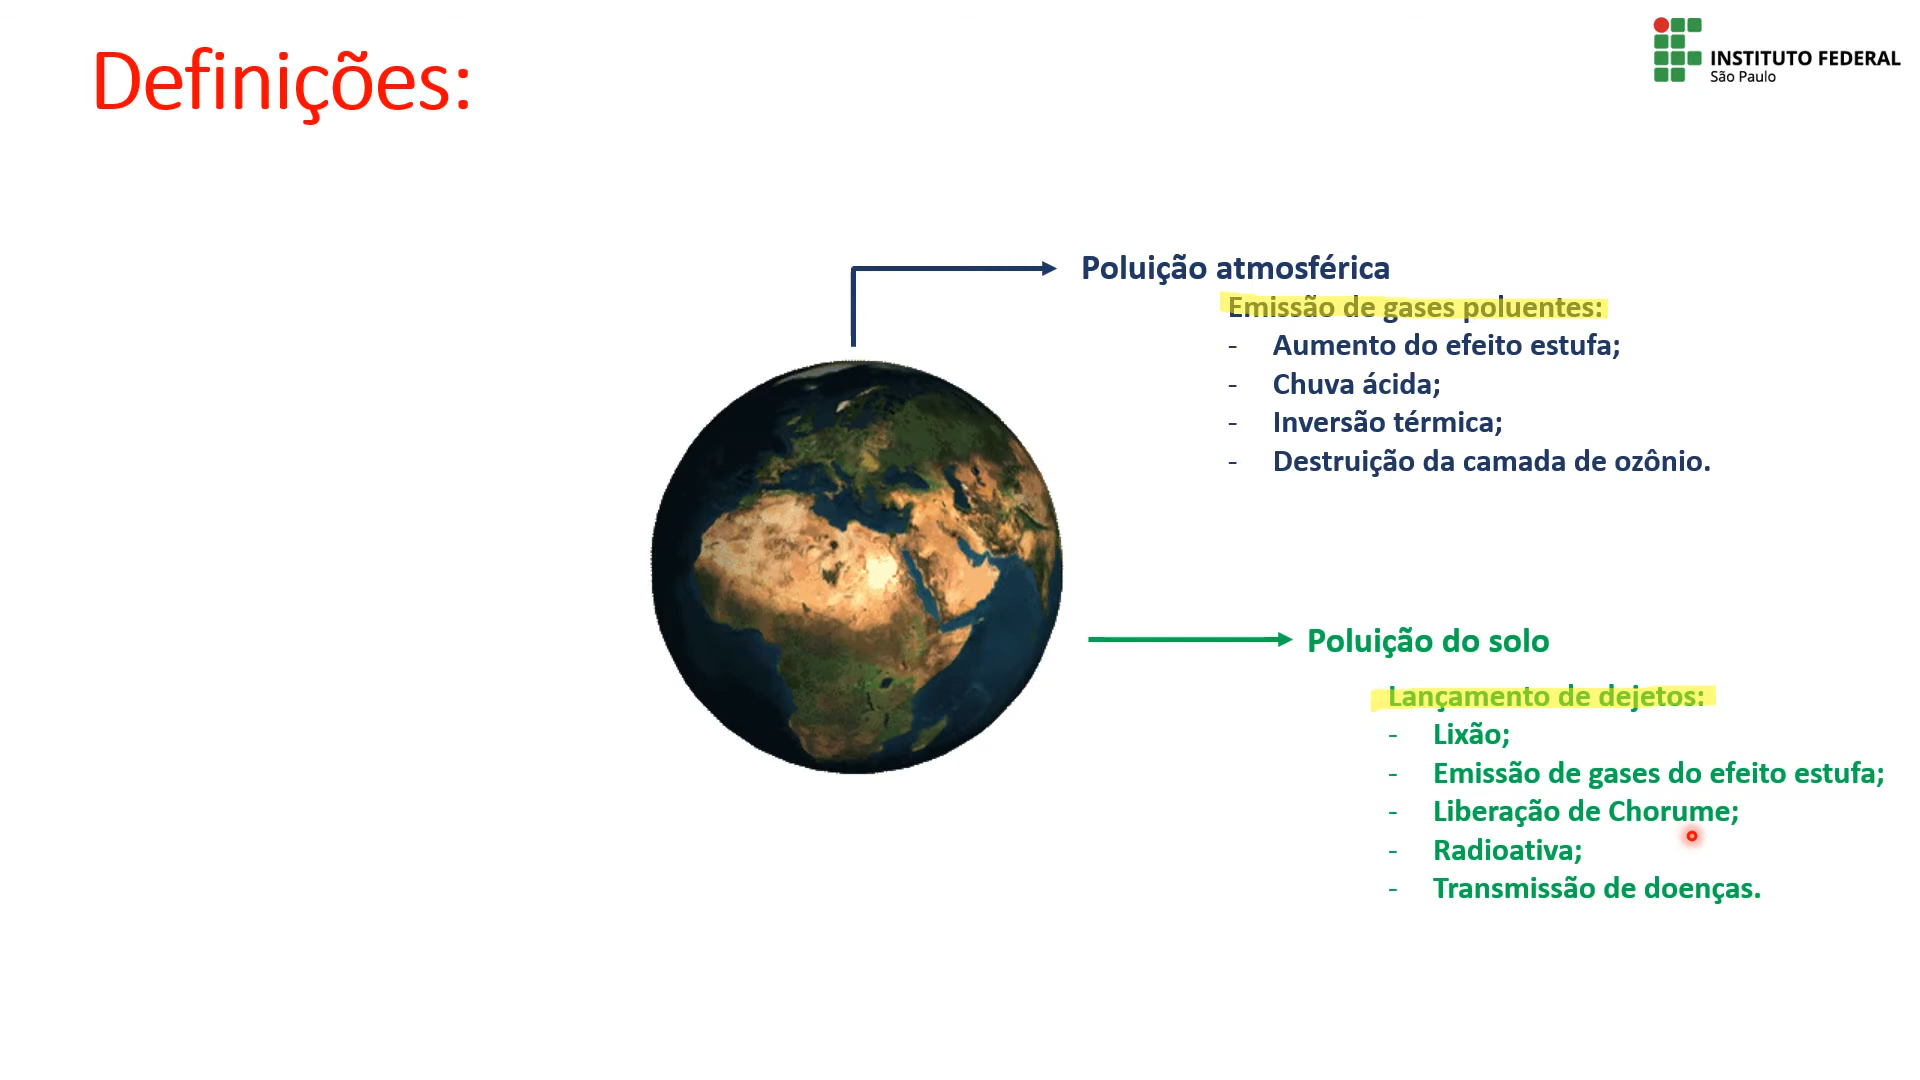 Definições:
INSTITUTO FEDERAL
São Paulo
Poluição atmosférica
Emissão de gases poluentes:
- Aumento do efeito estufa;
- Chuva ácida;
- Inversão térmica;
- Destruição da camada de ozônio.
Poluição do solo
Lançamento de dejetos:
- Lixão;
- Emissão de gases do efeito estufa;
- Liberação de Chorume;
- Radioativa;
- Transmissão de doenças.